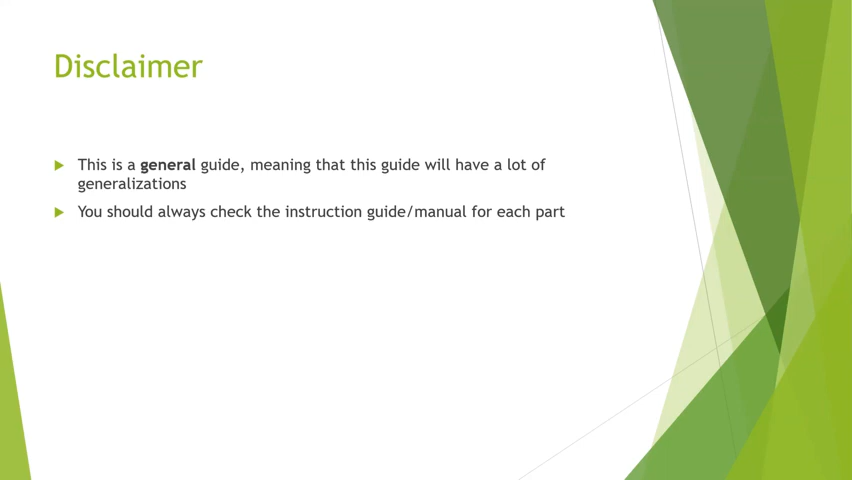 Disclaimer
This is a general guide, meaning that this guide will have a lot of
generalizations
You should always check the instruction guide/manual for each part